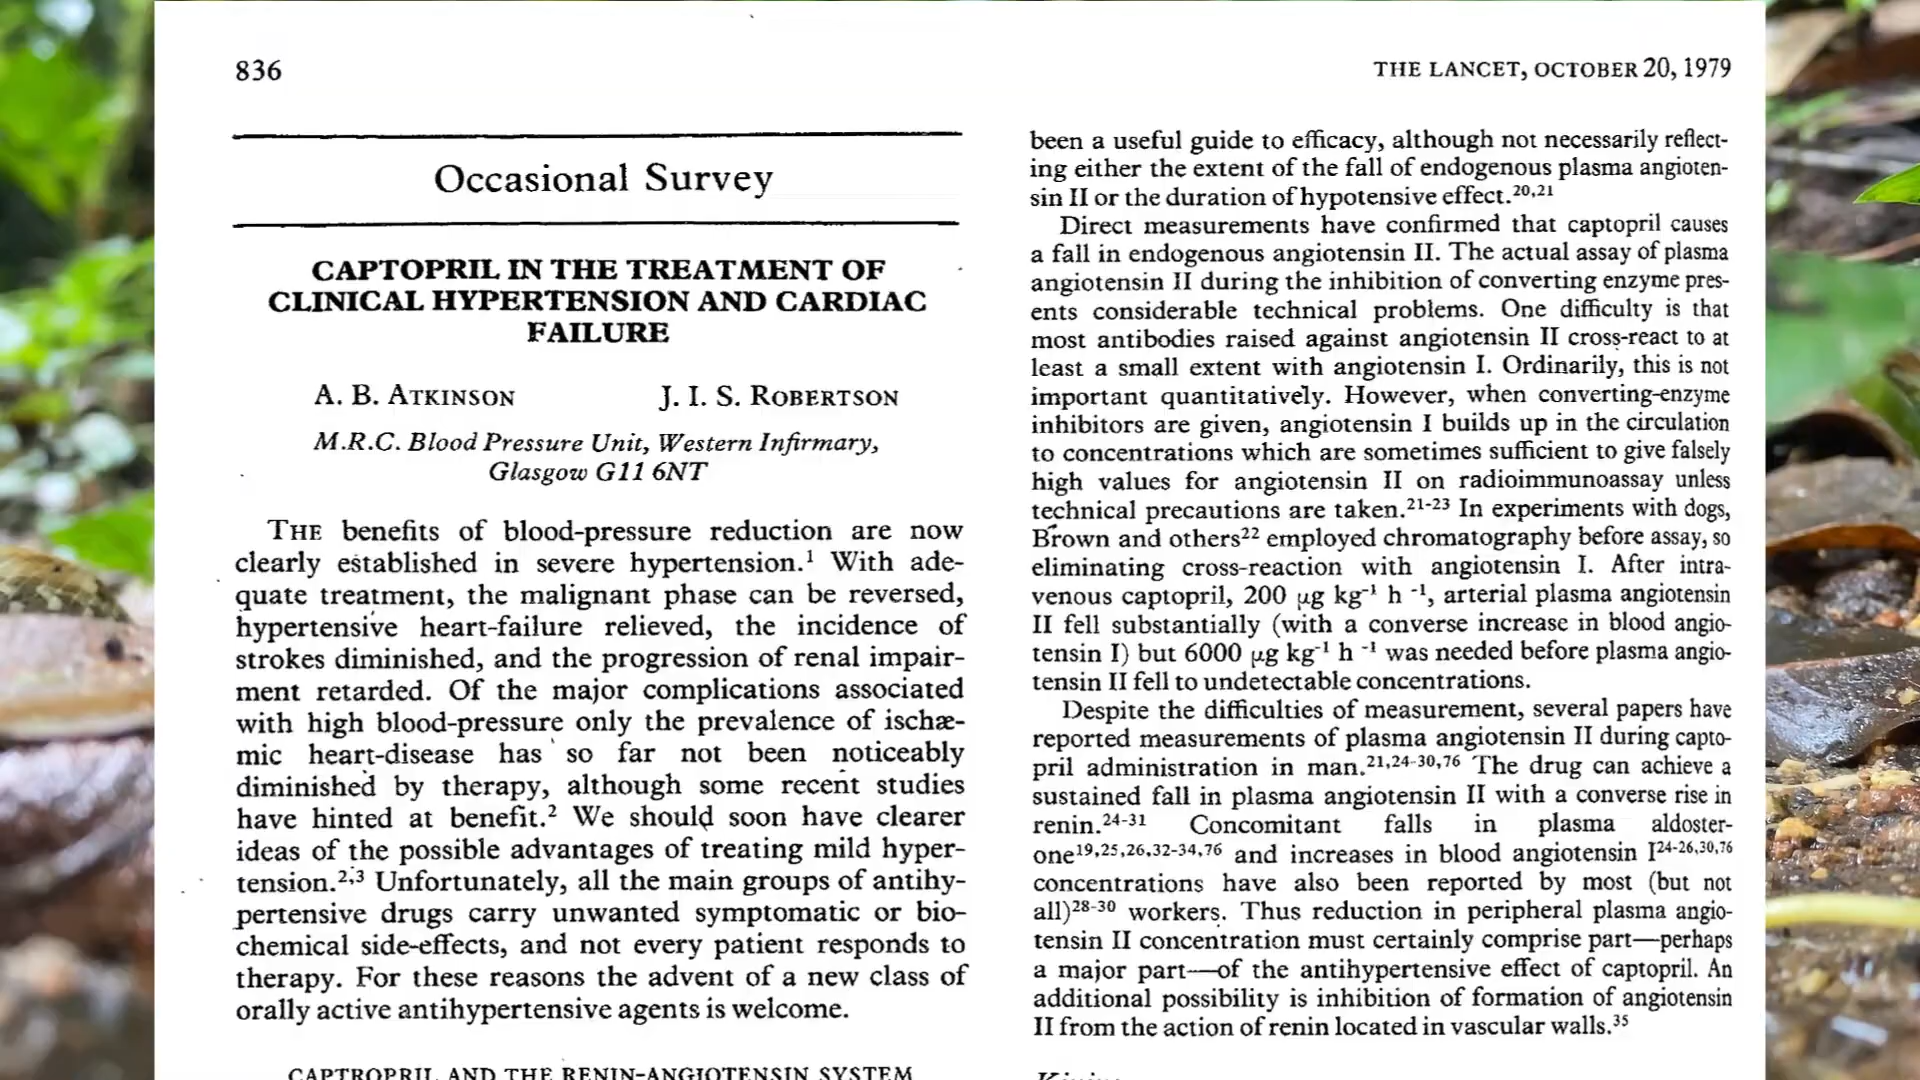 836
THE LANCET, OCTOBER 20, 1979
Occasional Survey
CAPTOPRIL IN THE TREATMENT OF
CLINICAL HYPERTENSION AND CARDIAC
FAILURE
A. B. ATKINSON J. I. S. ROBERTSON
M.R.C. Blood Pressure Unit, Western Infirmary,
Glasgow G11 6NT
THE benefits of blood-pressure reduction are now
clearly established in severe hypertension.¹ With ade-
quate treatment, the malignant phase can be reversed,
hypertensive heart-failure relieved, the incidence of
strokes diminished, and the progression of renal impair-
ment retarded. Of the major complications associated
with high blood-pressure only the prevalence of ischæ-
mic heart-disease has so far not been noticeably
diminished by therapy, although some recent studies
have hinted at benefit.² We should soon have clearer
ideas of the possible advantages of treating mild hyper-
tension.²,³ Unfortunately, all the main groups of antihy-
pertensive drugs carry unwanted symptomatic or bio-
chemical side-effects, and not every patient responds to
therapy. For these reasons the advent of a new class of
orally active antihypertensive agents is welcome.
CAPTROPRIL AND THE RENIN-ANGIOTENSIN SYSTEM
been a useful guide to efficacy, although not necessarily reflect-
ing either the extent of the fall of endogenous plasma angioten-
sin II or the duration of hypotensive effect.²⁰,²¹
Direct measurements have confirmed that captopril causes
a fall in endogenous angiotensin II. The actual assay of plasma
angiotensin II during the inhibition of converting enzyme pres-
ents considerable technical problems. One difficulty is that
most antibodies raised against angiotensin II cross-react to at
least a small extent with angiotensin I. Ordinarily, this is not
important quantitatively. However, when converting-enzyme
inhibitors are given, angiotensin I builds up in the circulation
to concentrations which are sometimes sufficient to give falsely
high values for angiotensin II on radioimmunoassay unless
technical precautions are taken.²¹⁻²³ In experiments with dogs,
Brown and others²² employed chromatography before assay, so
eliminating cross-reaction with angiotensin I. After intra-
venous captopril, 200 μg kg⁻¹ h ⁻¹, arterial plasma angiotensin
II fell substantially (with a converse increase in blood angio-
tensin I) but 6000 μg kg⁻¹ h ⁻¹ was needed before plasma angio-
tensin II fell to undetectable concentrations.
Despite the difficulties of measurement, several papers have
reported measurements of plasma angiotensin II during capto-
pril administration in man.²¹,²⁴⁻³⁰,⁷⁶ The drug can achieve a
sustained fall in plasma angiotensin II with a converse rise in
renin.²⁴⁻³¹ Concomitant falls in plasma aldoster-
one¹⁹,²⁵,²⁶,³²⁻³⁴,⁷⁶ and increases in blood angiotensin I²⁴⁻²⁶,³⁰,⁷⁶
concentrations have also been reported by most (but not
all)²⁸⁻³⁰ workers. Thus reduction in peripheral plasma angio-
tensin II concentration must certainly comprise part—perhaps
a major part—of the antihypertensive effect of captopril. An
additional possibility is inhibition of formation of angiotensin
II from the action of renin located in vascular walls.³⁵